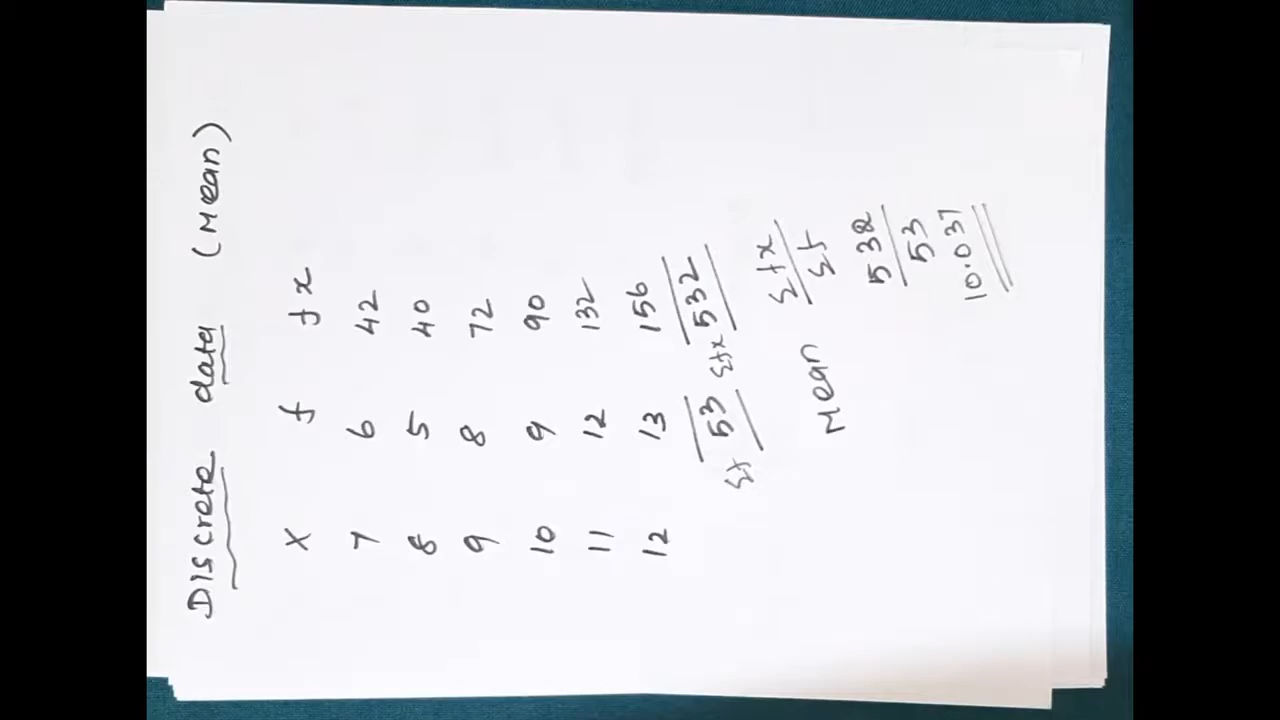 Discrete data (Mean)
x f fx
7 6 42
8 5 40
9 8 72
10 9 90
11 12 132
12 13 156
Σf 53 Σfx 532
Mean Σfx
Σf
532
53
10.037